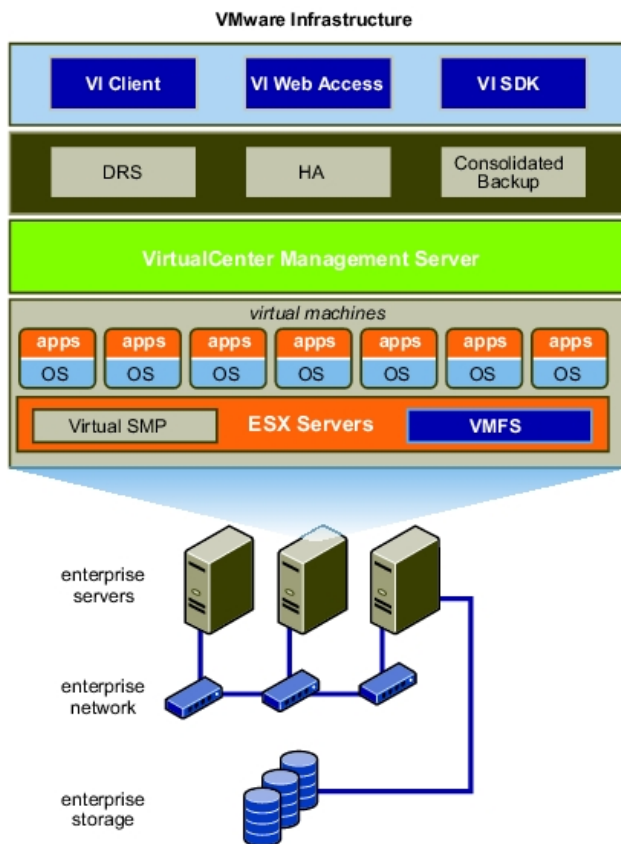 VMware Infrastructure
VI Client
VI Web Access
VI SDK
DRS
HA
Consolidated
Backup
VirtualCenter Management Server
virtual machines
apps
apps
apps
apps
apps
apps
apps
OS
OS
OS
OS
OS
OS
OS
Virtual SMP
ESX Servers
VMFS
enterprise
servers
enterprise
network
enterprise
storage